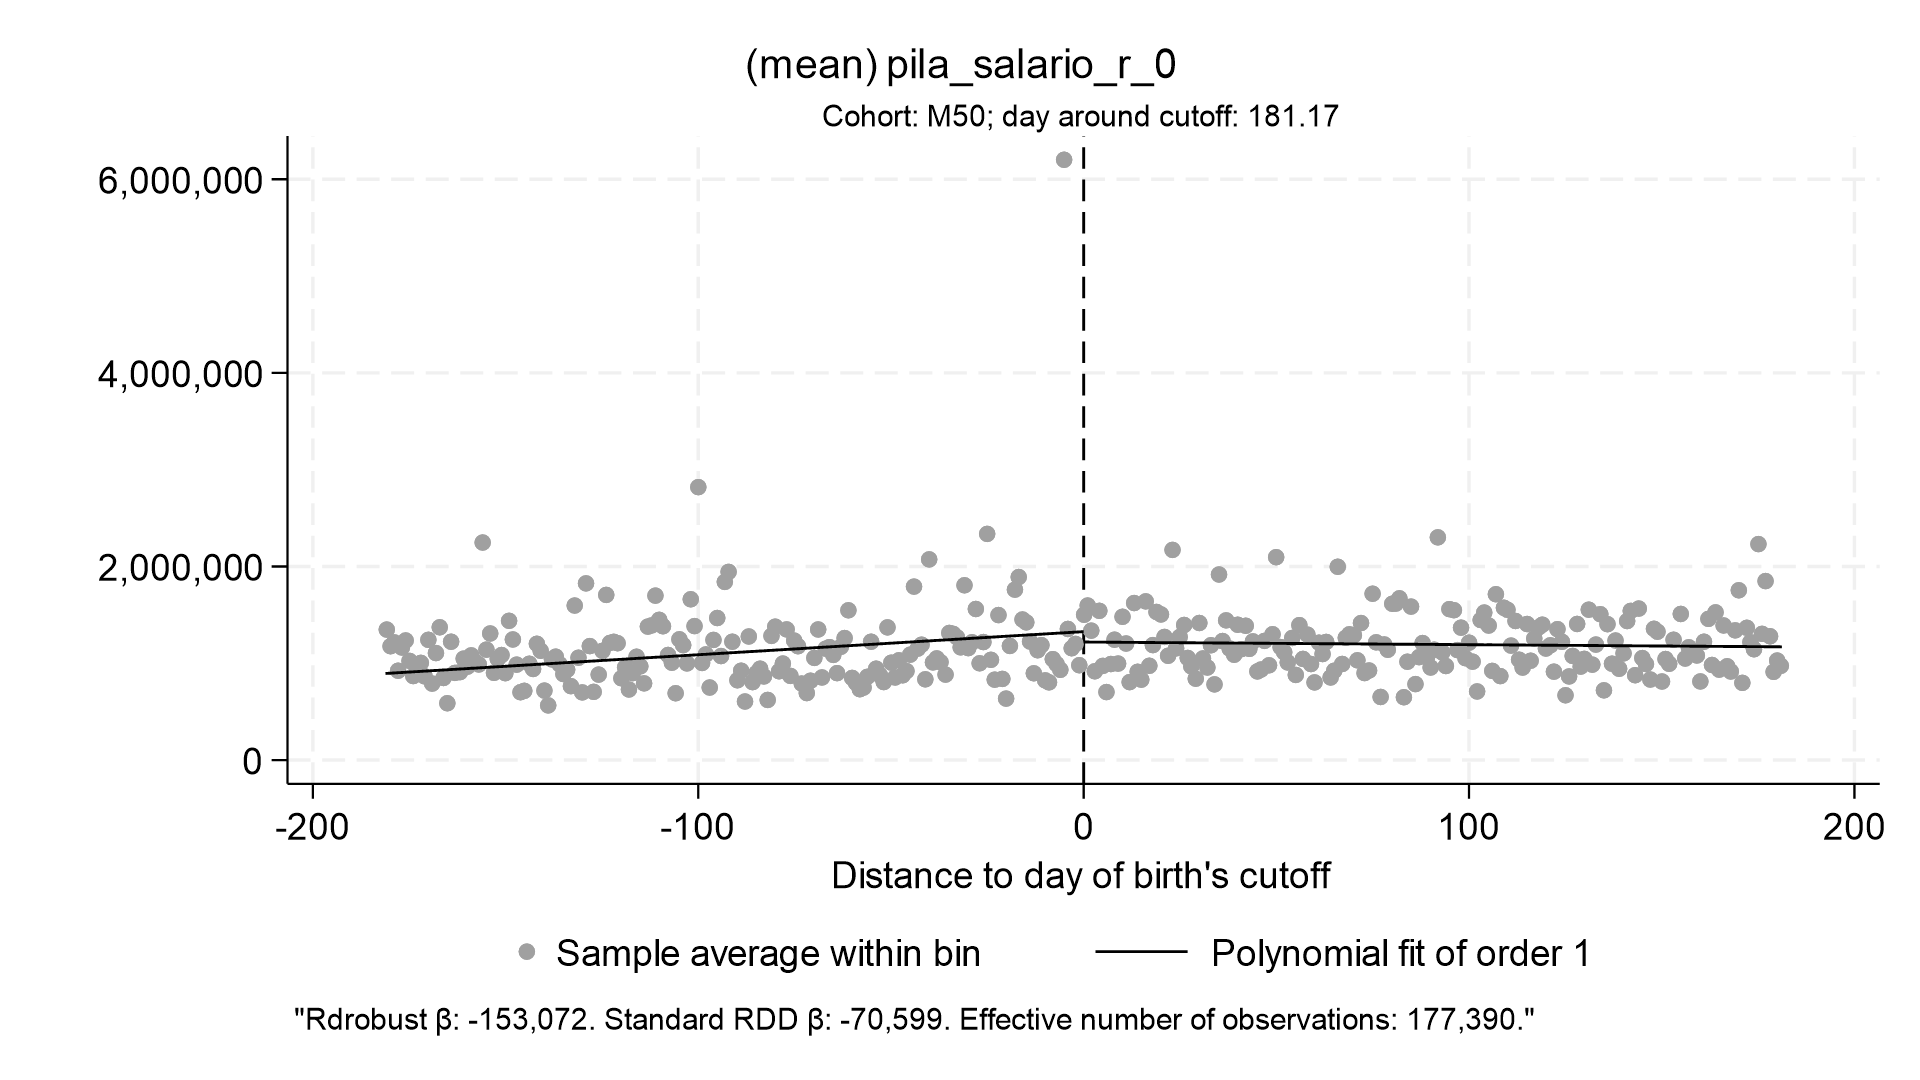 (mean) pila_salario_r_0
Cohort: M50; day around cutoff: 181.17
6,000,000
4,000,000
2,000,000
0
-200 -100 0 100 200
Distance to day of birth's cutoff
Sample average within bin Polynomial fit of order 1
"Rdrobust β: -153,072. Standard RDD β: -70,599. Effective number of observations: 177,390."